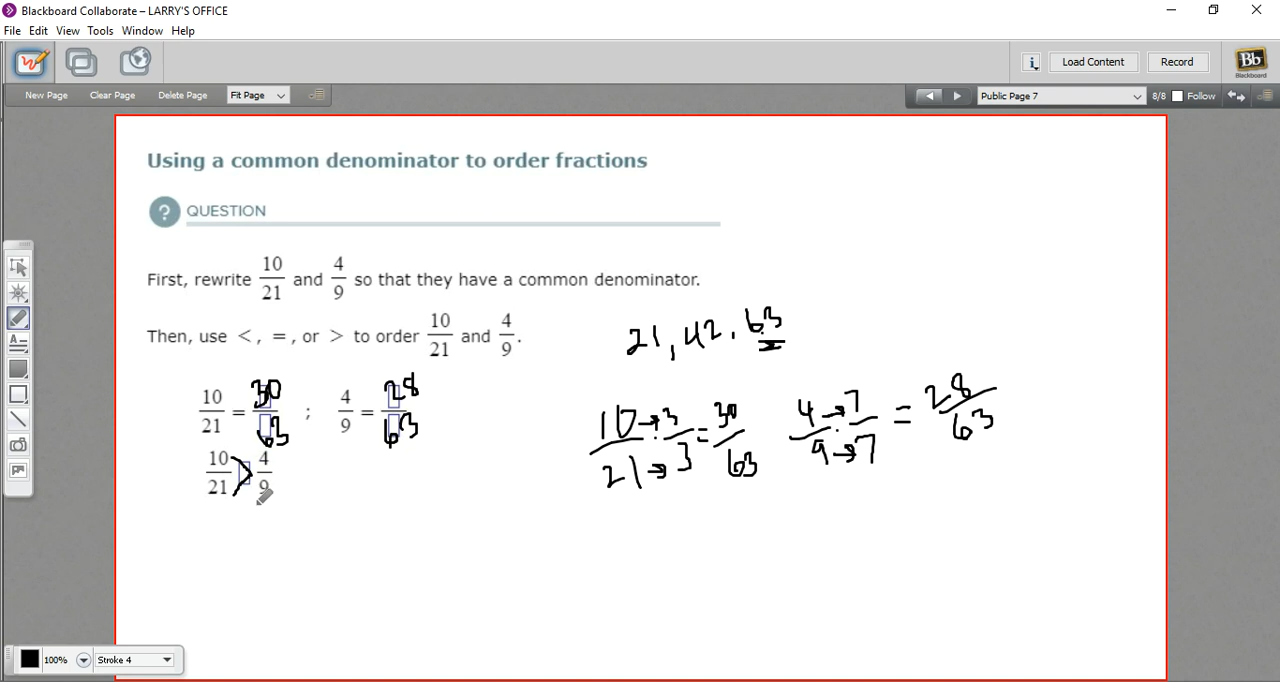 Blackboard Collaborate – LARRY'S OFFICE
File Edit View Tools Window Help
i Load Content Record Bb
Blackboard
New Page Clear Page Delete Page Fit Page Public Page 7 8/8 Follow
Using a common denominator to order fractions
? QUESTION
First, rewrite 10/21 and 4/9 so that they have a common denominator.
Then, use <, =, or > to order 10/21 and 4/9.
21, 42, 63
10/21 = 30/63 ; 4/9 = 28/63
10/21 > 4/9
10/21 · 3/3 = 30/63
4/9 · 7/7 = 28/63
100% Stroke 4